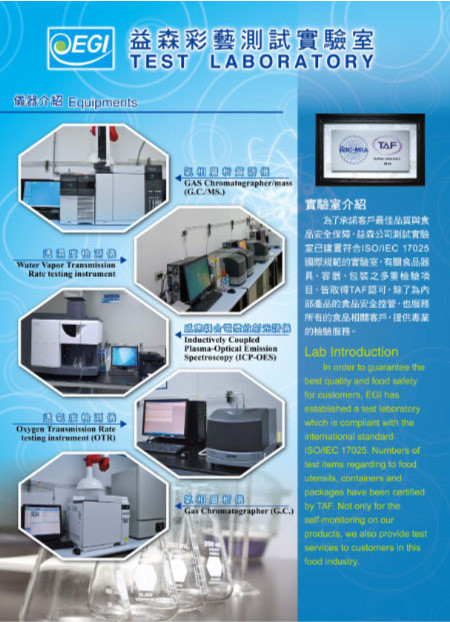 EGI
益森彩藝測試實驗室
TEST LABORATORY
儀器介紹 Equipments
氣相層析質譜儀
GAS Chromatographer/mass
(G.C./MS.)
透濕度檢測儀
Water Vapor Transmission
Rate testing instrument
感應耦合電漿放射光譜儀
Inductively Coupled
Plasma-Optical Emission
Spectroscopy (ICP-OES)
透氧度檢測儀
Oxygen Transmission Rate
testing instrument (OTR)
氣相層析儀
Gas Chromatographer (G.C.)
ilac-MRA
TAF
實驗室介紹
為了承諾客戶最佳品質與食
品安全保障，益森公司測試實驗
室已建置符合ISO/IEC 17025
國際規範的實驗室，有關食品器
具、容器、包裝之多重檢驗項
目，皆取得TAF認可，除了為內
部產品的食品安全控管，也服務
所有的食品相關客戶，提供專業
的檢驗服務。
Lab Introduction
In order to guarantee the
best quality and food safety
for customers, EGI has
established a test laboratory
which is compliant with the
international standard
ISO/IEC 17025. Numbers of
test items regarding to food
utensils, containers and
packages have been certified
by TAF. Not only for the
self-monitoring on our
products, we also provide test
services to customers in this
food industry.
250 mL